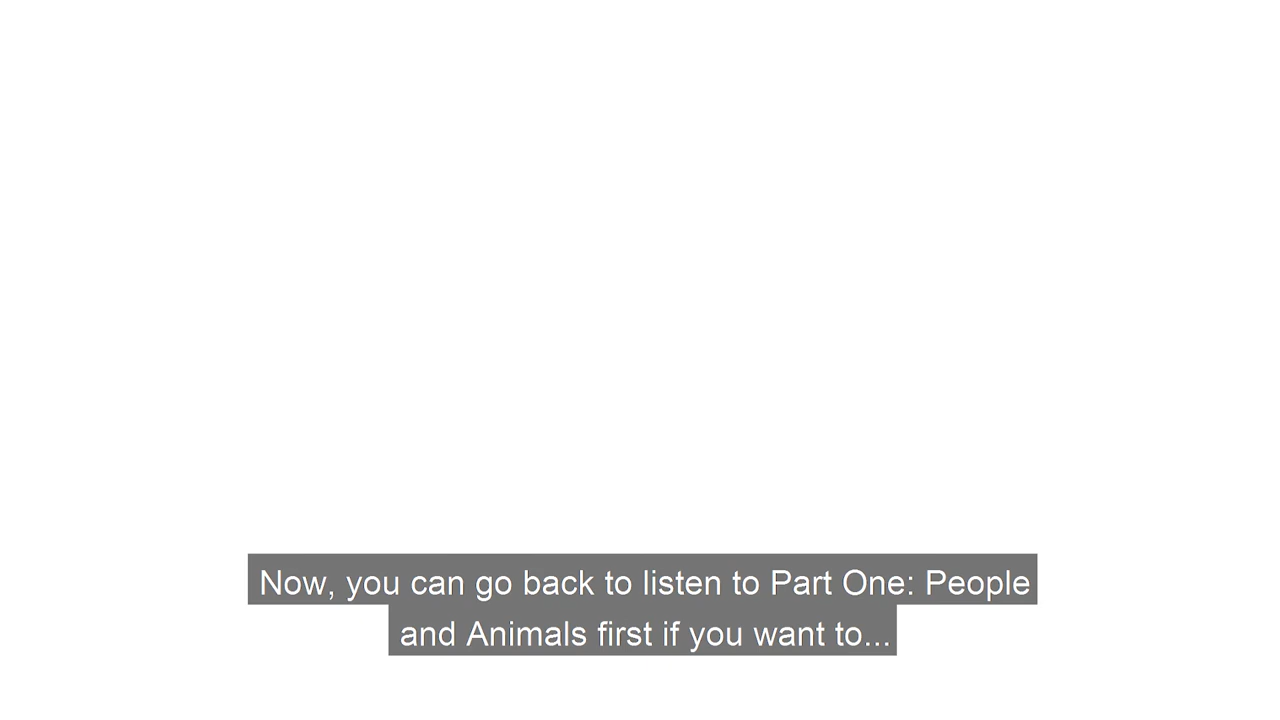 Now, you can go back to listen to Part One: People
and Animals first if you want to...